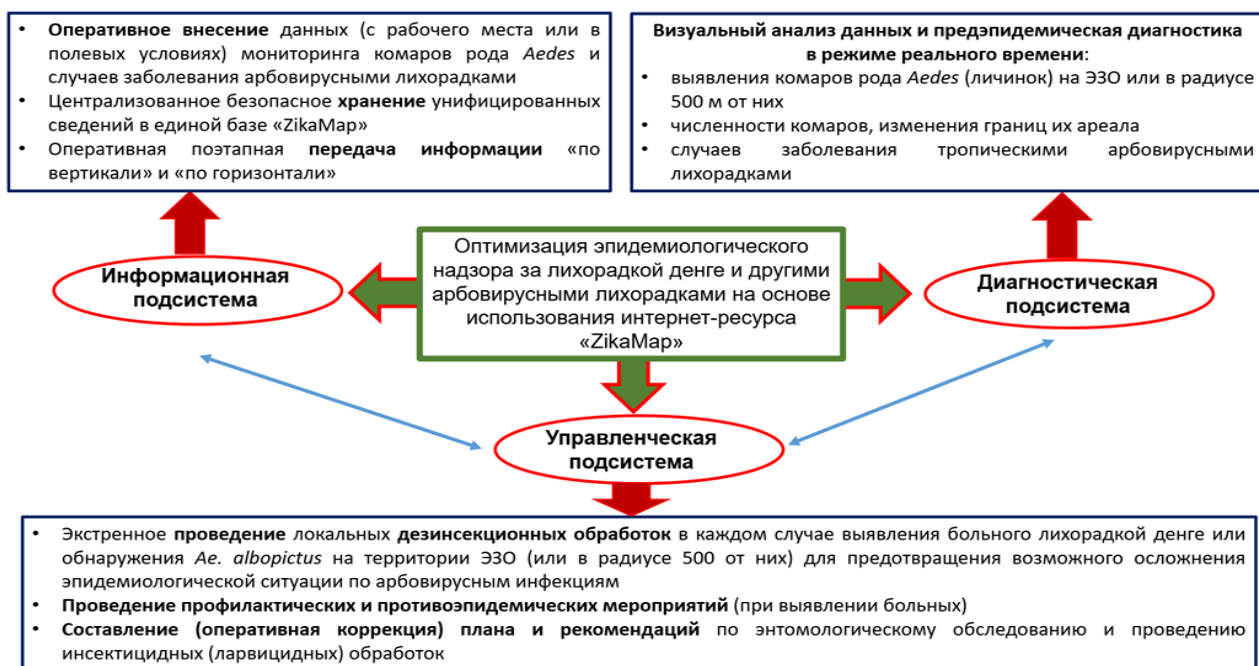 • Оперативное внесение данных (с рабочего места или в
полевых условиях) мониторинга комаров рода Aedes и
случаев заболевания арбовирусными лихорадками
• Централизованное безопасное хранение унифицированных
сведений в единой базе «ZikaMap»
• Оперативная поэтапная передача информации «по
вертикали» и «по горизонтали»
Визуальный анализ данных и предэпидемическая диагностика
в режиме реального времени:
• выявления комаров рода Aedes (личинок) на ЭЗО или в радиусе
500 м от них
• численности комаров, изменения границ их ареала
• случаев заболевания тропическими арбовирусными
лихорадками
Информационная
подсистема
Оптимизация эпидемиологического
надзора за лихорадкой денге и другими
арбовирусными лихорадками на основе
использования интернет-ресурса
«ZikaMap»
Диагностическая
подсистема
Управленческая
подсистема
• Экстренное проведение локальных дезинсекционных обработок в каждом случае выявления больного лихорадкой денге или
обнаружения Ae. albopictus на территории ЭЗО (или в радиусе 500 от них) для предотвращения возможного осложнения
эпидемиологической ситуации по арбовирусным инфекциям
• Проведение профилактических и противоэпидемических мероприятий (при выявлении больных)
• Составление (оперативная коррекция) плана и рекомендаций по энтомологическому обследованию и проведению
инсектицидных (ларвицидных) обработок